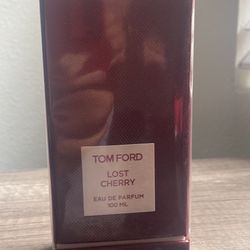 TOM FORD
LOST
CHERRY
EAU DE PARFUM
100 ML